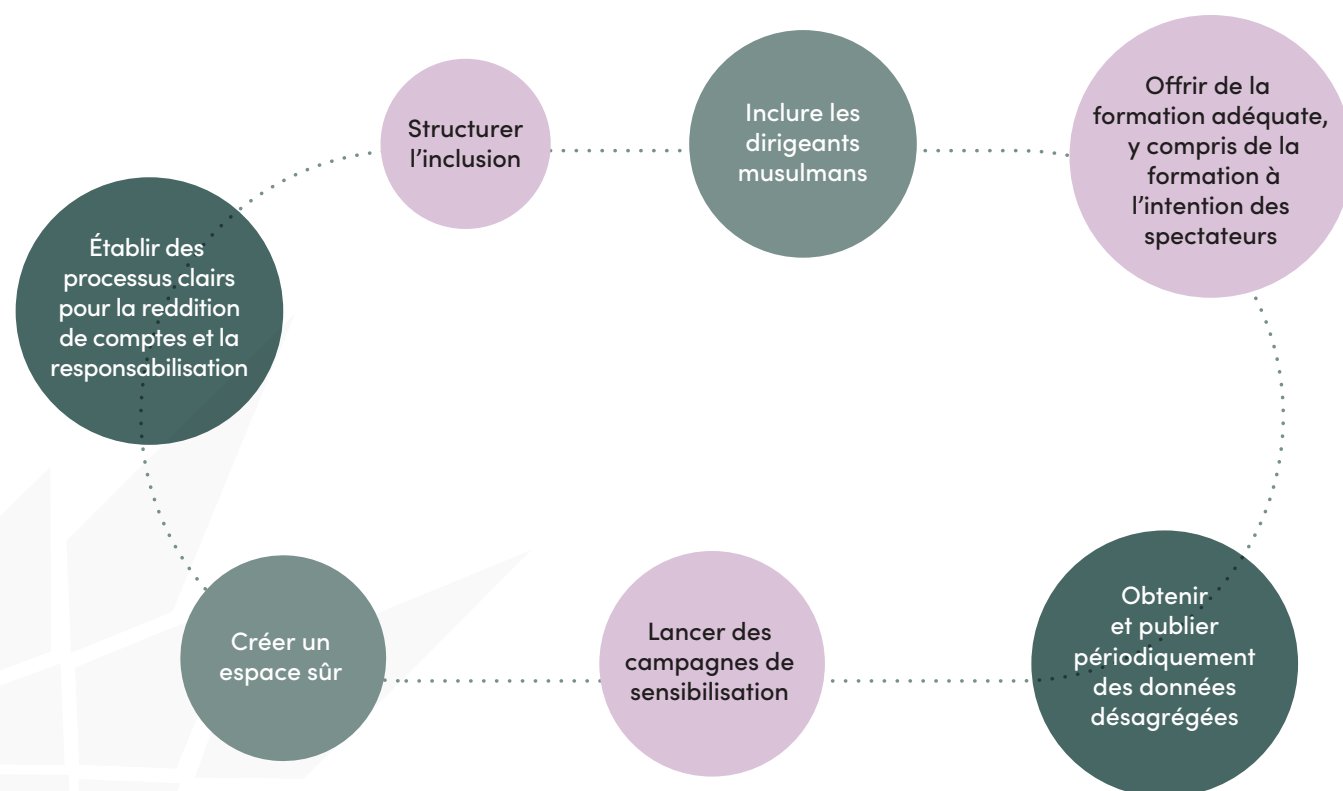 Structurer
l’inclusion
Inclure les
dirigeants
musulmans
Offrir de la
formation adéquate,
y compris de la
formation à
l’intention des
spectateurs
Établir des
processus clairs
pour la reddition
de comptes et la
responsabilisation
Créer un
espace sûr
Lancer des
campagnes de
sensibilisation
Obtenir
et publier
périodiquement
des données
désagrégées